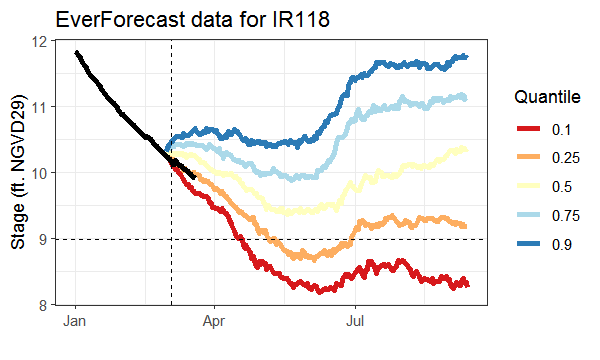 EverForecast data for IR118
Stage (ft. NGVD29)
12
11
10
9
8
Jan
Apr
Jul
Quantile
0.1
0.25
0.5
0.75
0.9